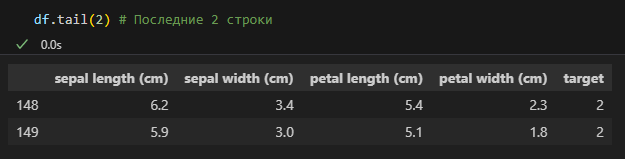 df.tail(2) # Последние 2 строки
0.0s
sepal length (cm) sepal width (cm) petal length (cm) petal width (cm) target
148 6.2 3.4 5.4 2.3 2
149 5.9 3.0 5.1 1.8 2